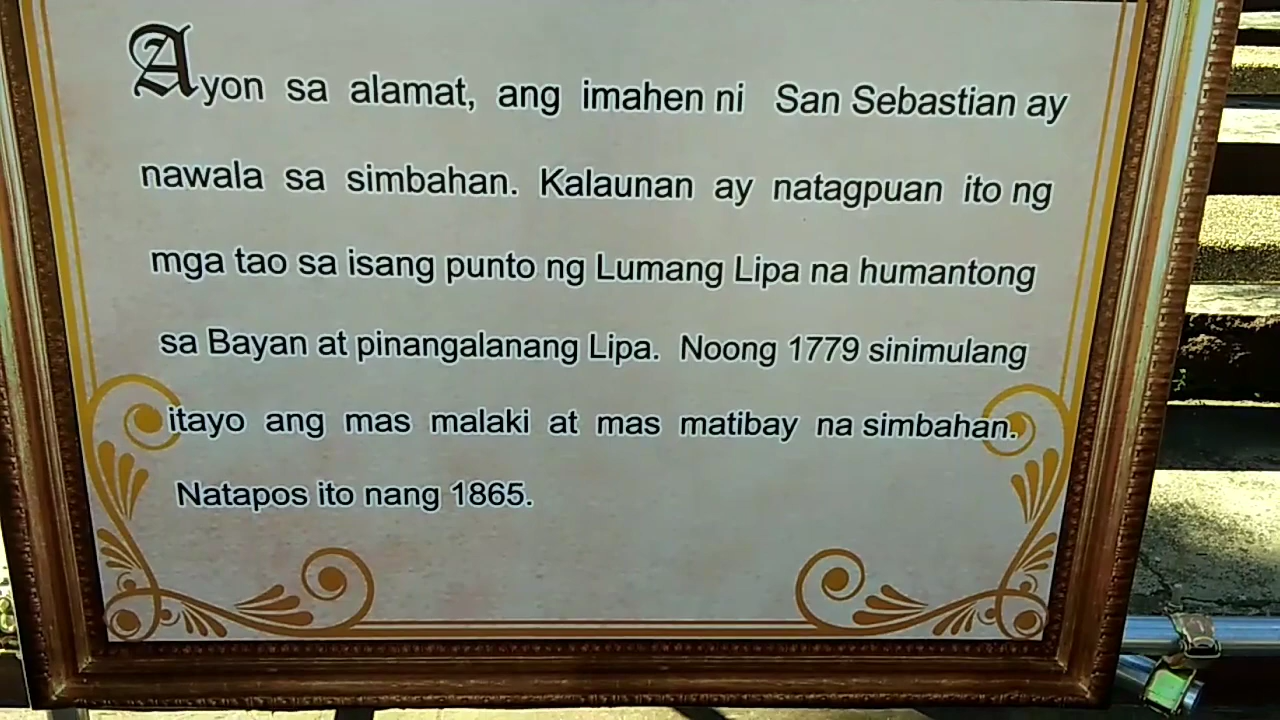 Ayon sa alamat, ang imahen ni San Sebastian ay
nawala sa simbahan. Kalaunan ay natagpuan ito ng
mga tao sa isang punto ng Lumang Lipa na humantong
sa Bayan at pinangalanang Lipa. Noong 1779 sinimulang
itayo ang mas malaki at mas matibay na simbahan.
Natapos ito nang 1865.